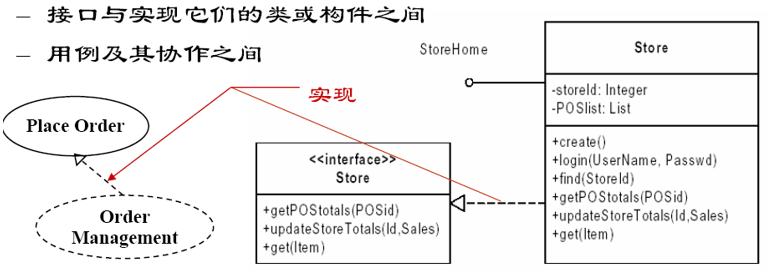 – 接口与实现它们的类或构件之间
– 用例及其协作之间
StoreHome
Store
-storeId: Integer
-POSlist: List
+create()
+login(UserName, Passwd)
+find(StoreId)
+getPOStotals(POSid)
+updateStoreTotals(Id,Sales)
+get(Item)
实现
Place Order
Order
Management
<<interface>>
Store
+getPOStotals(POSid)
+updateStoreTotals(Id,Sales)
+get(Item)